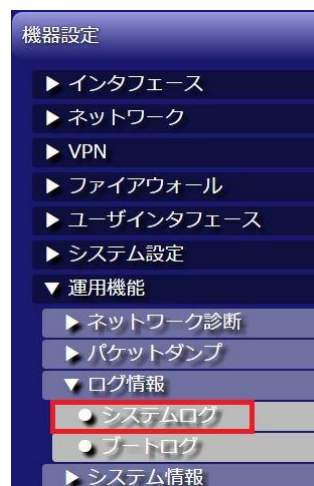 機器設定
▶ インタフェース
▶ ネットワーク
▶ VPN
▶ ファイアウォール
▶ ユーザインタフェース
▶ システム設定
▼ 運用機能
▶ ネットワーク診断
▶ パケットダンプ
▼ ログ情報
● システムログ
● ブートログ
▶ システム情報